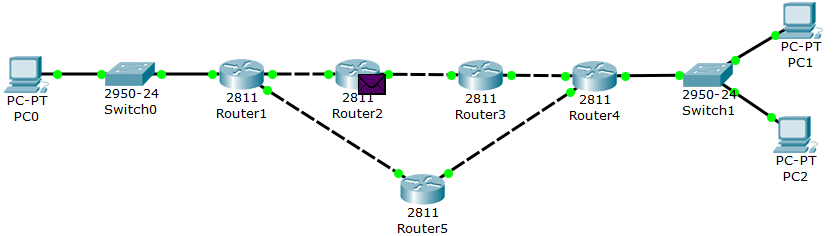 PC-PT
PC0
2950-24
Switch0
2811
Router1
2811
Router2
2811
Router3
2811
Router4
2950-24
Switch1
PC-PT
PC1
PC-PT
PC2
2811
Router5